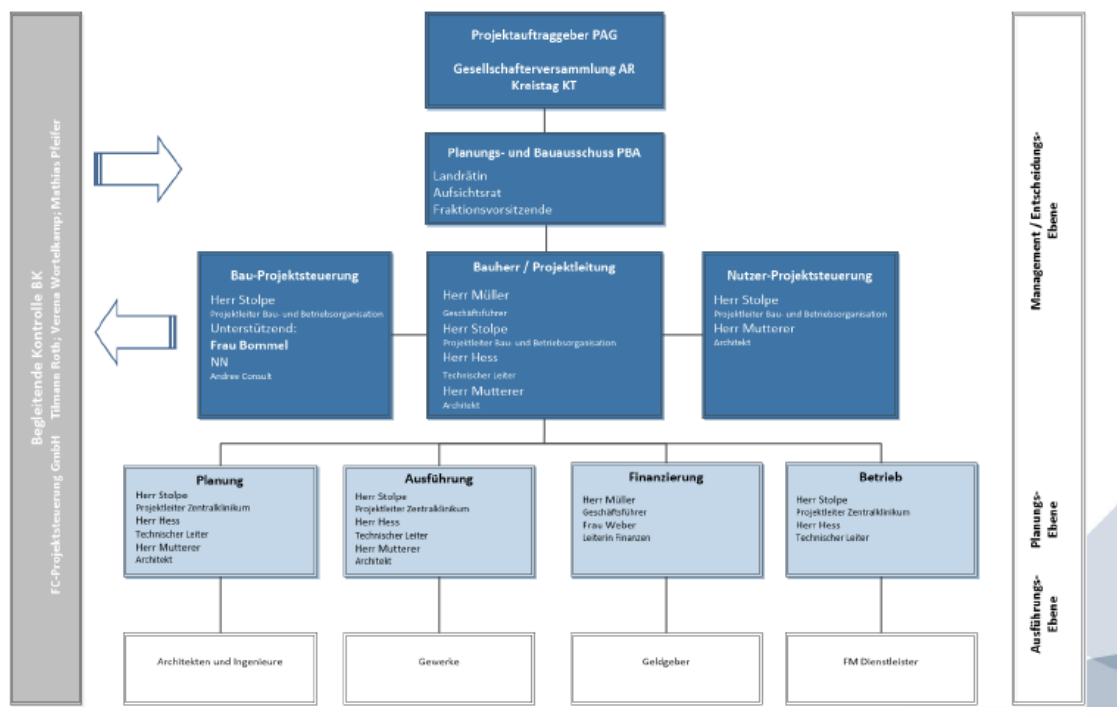 Projektauftraggeber PAG
Gesellschafterversammlung AR
Kreistag KT
Planungs- und Bauausschuss PBA
Landrätin
Aufsichtsrat
Fraktionsvorsitzende
Bau-Projektsteuerung
Herr Stolpe
Projektleiter Bau- und Betriebsorganisation
Unterstützend:
Frau Bommel
NN
Andree Consult
Bauherr / Projektleitung
Herr Müller
Geschäftsführer
Herr Stolpe
Projektleiter Bau- und Betriebsorganisation
Herr Hess
Technischer Leiter
Herr Mutterer
Architekt
Nutzer-Projektsteuerung
Herr Stolpe
Projektleiter Bau- und Betriebsorganisation
Herr Mutterer
Architekt
Planung
Herr Stolpe
Projektleiter Zentralklinikum
Herr Hess
Technischer Leiter
Herr Mutterer
Architekt
Ausführung
Herr Stolpe
Projektleiter Zentralklinikum
Herr Hess
Technischer Leiter
Herr Mutterer
Architekt
Finanzierung
Herr Müller
Geschäftsführer
Frau Weber
Leiterin Finanzen
Betrieb
Herr Stolpe
Projektleiter Zentralklinikum
Herr Hess
Technischer Leiter
Architekten und Ingenieure
Gewerke
Geldgeber
FM Dienstleister
Begleitende Kontrolle BK
FC-Projektsteuerung GmbH Tilmann Roth; Verena Wortelkamp; Mathias Pfeifer
Management / Entscheidungs-
Ebene
Planungs-
Ebene
Ausführungs-
Ebene